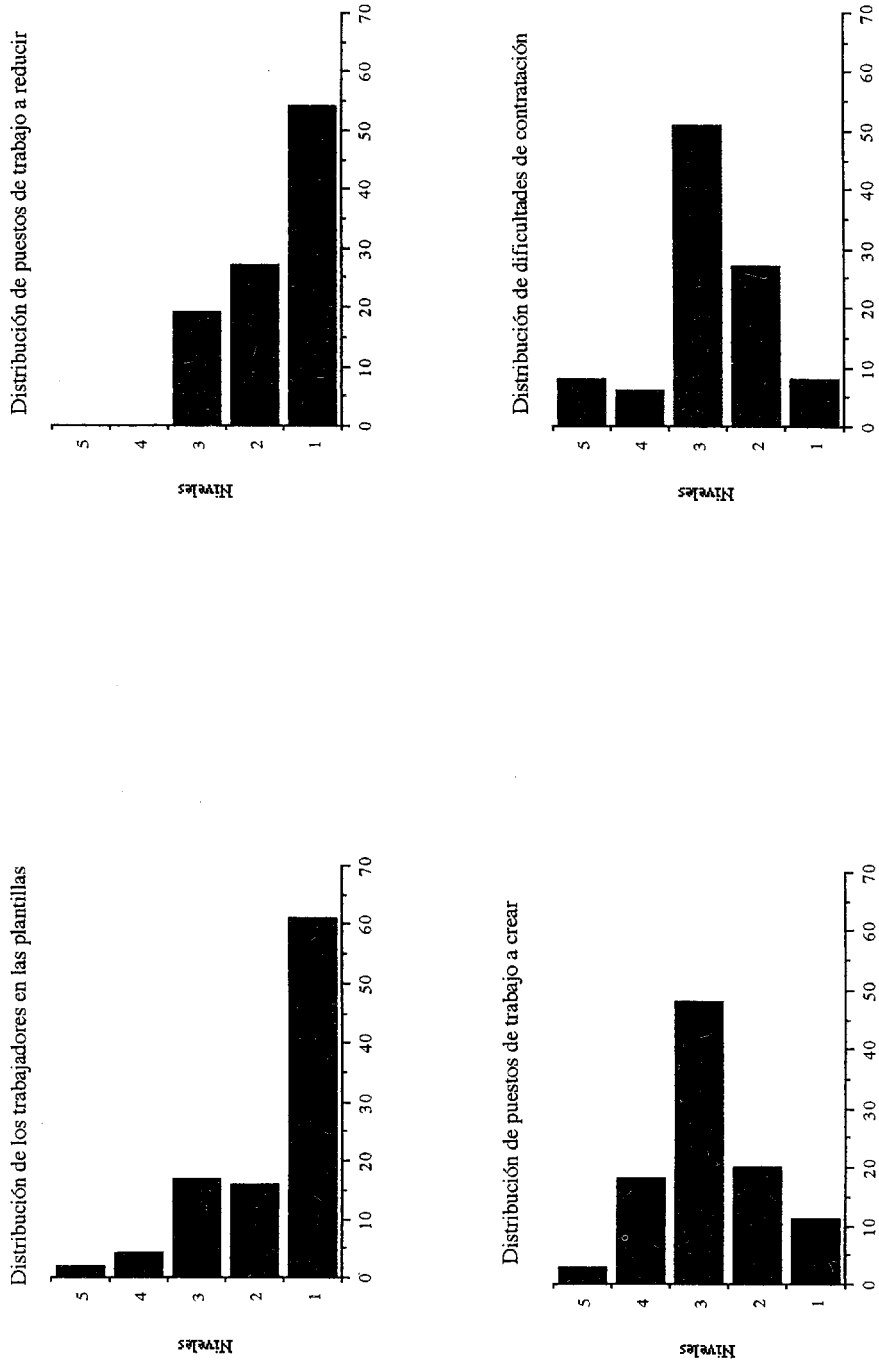 Distribución de los trabajadores en las plantillas
Niveles
5
4
3
2
1
0 10 20 30 40 50 60 70
Distribución de puestos de trabajo a reducir
Niveles
5
4
3
2
1
0 10 20 30 40 50 60 70
Distribución de puestos de trabajo a crear
Niveles
5
4
3
2
1
0 10 20 30 40 50 60 70
Distribución de dificultades de contratación
Niveles
5
4
3
2
1
0 10 20 30 40 50 60 70